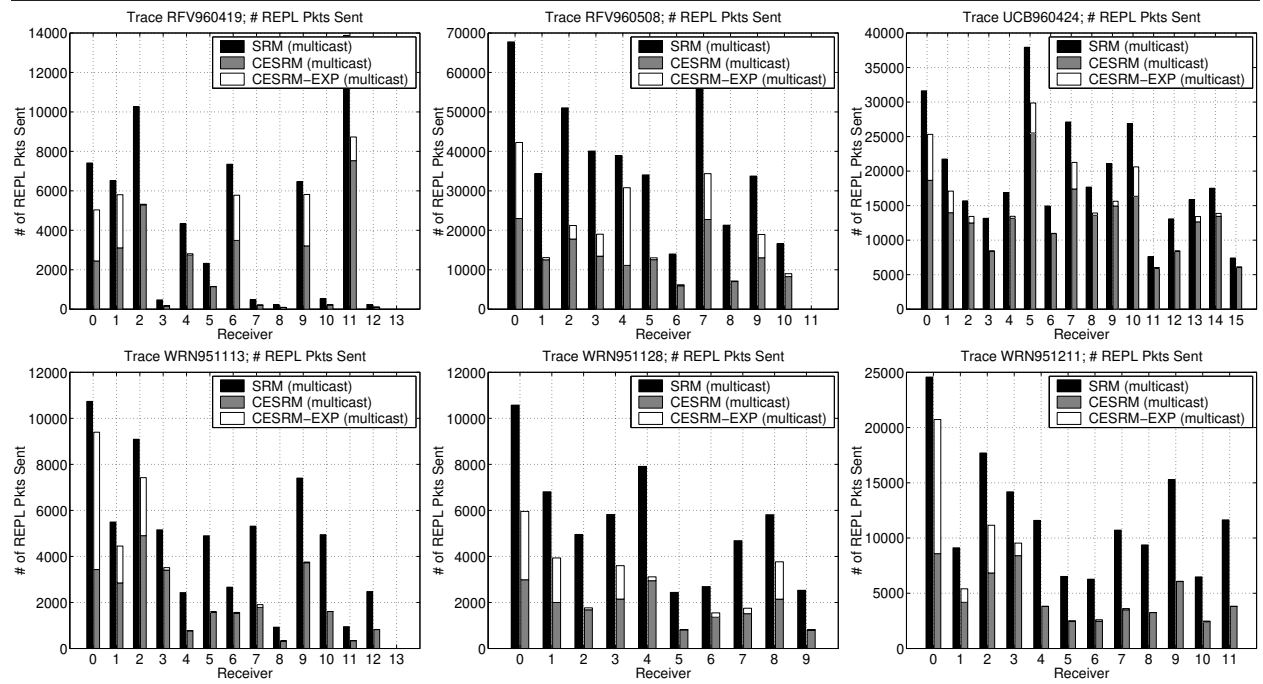 Trace RFV960419; # REPL Pkts Sent
# of REPL Pkts Sent
14000
12000
10000
8000
6000
4000
2000
0
SRM (multicast)
CESRM (multicast)
CESRM-EXP (multicast)
0 1 2 3 4 5 6 7 8 9 10 11 12 13
Receiver
Trace RFV960508; # REPL Pkts Sent
# of REPL Pkts Sent
70000
60000
50000
40000
30000
20000
10000
0
SRM (multicast)
CESRM (multicast)
CESRM-EXP (multicast)
0 1 2 3 4 5 6 7 8 9 10 11
Receiver
Trace UCB960424; # REPL Pkts Sent
# of REPL Pkts Sent
40000
35000
30000
25000
20000
15000
10000
5000
0
SRM (multicast)
CESRM (multicast)
CESRM-EXP (multicast)
0 1 2 3 4 5 6 7 8 9 10 11 12 13 14 15
Receiver
Trace WRN951113; # REPL Pkts Sent
# of REPL Pkts Sent
12000
10000
8000
6000
4000
2000
0
SRM (multicast)
CESRM (multicast)
CESRM-EXP (multicast)
0 1 2 3 4 5 6 7 8 9 10 11 12 13
Receiver
Trace WRN951128; # REPL Pkts Sent
# of REPL Pkts Sent
12000
10000
8000
6000
4000
2000
0
SRM (multicast)
CESRM (multicast)
CESRM-EXP (multicast)
0 1 2 3 4 5 6 7 8 9
Receiver
Trace WRN951211; # REPL Pkts Sent
# of REPL Pkts Sent
25000
20000
15000
10000
5000
0
SRM (multicast)
CESRM (multicast)
CESRM-EXP (multicast)
0 1 2 3 4 5 6 7 8 9 10 11
Receiver